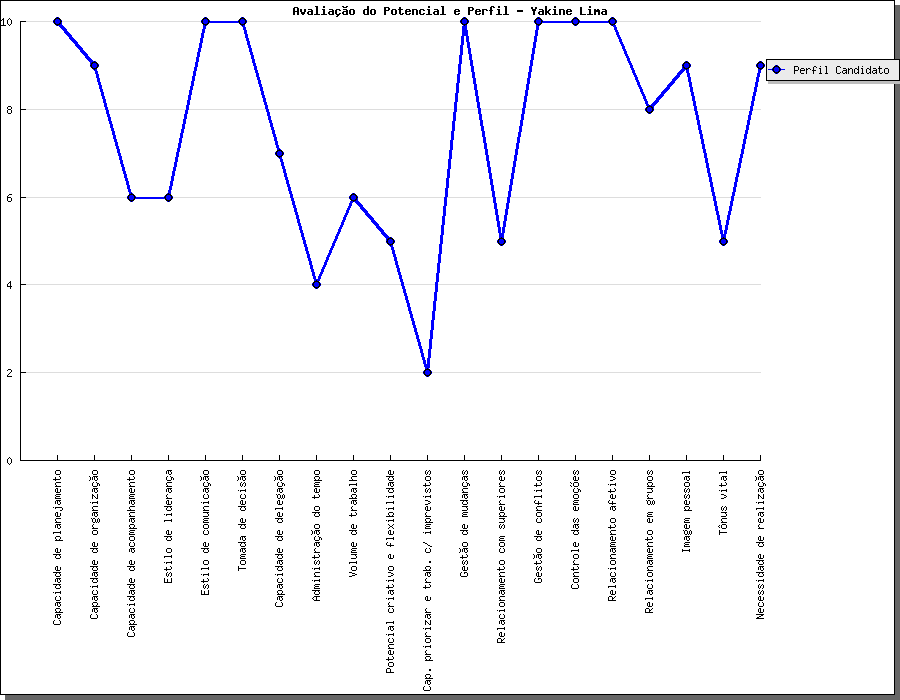 Avaliação do Potencial e Perfil - Yakine Lima
Perfil Candidato
10
8
6
4
2
0
Capacidade de planejamento
Capacidade de organização
Capacidade de acompanhamento
Estilo de liderança
Estilo de comunicação
Tomada de decisão
Capacidade de delegação
Administração do tempo
Volume de trabalho
Potencial criativo e flexibilidade
Cap. priorizar e trab. c/ imprevistos
Gestão de mudanças
Relacionamento com superiores
Gestão de conflitos
Controle das emoções
Relacionamento afetivo
Relacionamento em grupos
Imagem pessoal
Tônus vital
Necessidade de realização